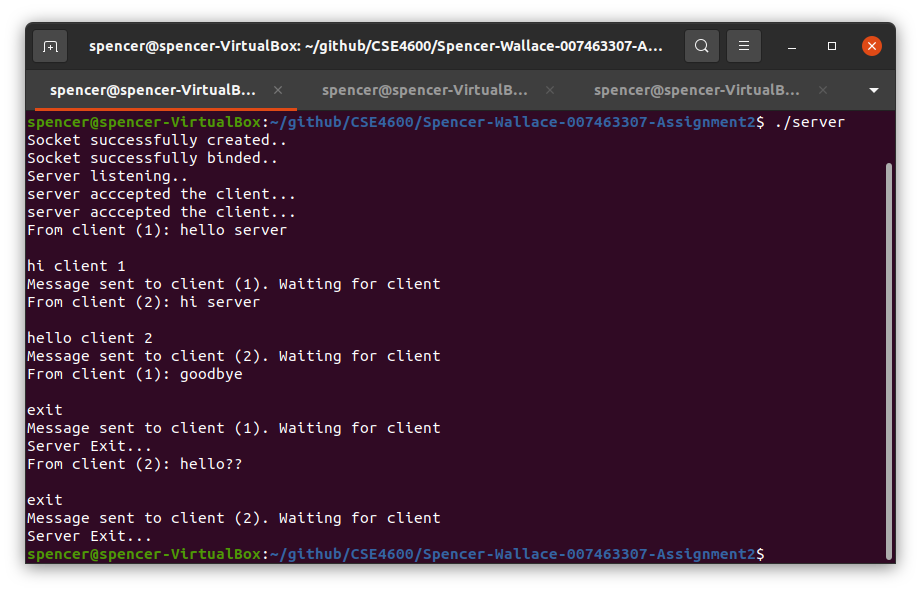 spencer@spencer-VirtualBox: ~/github/CSE4600/Spencer-Wallace-007463307-A...
spencer@spencer-VirtualB... × spencer@spencer-VirtualB... × spencer@spencer-VirtualB... ×
spencer@spencer-VirtualBox:~/github/CSE4600/Spencer-Wallace-007463307-Assignment2$ ./server
Socket successfully created..
Socket successfully binded..
Server listening..
server acccepted the client...
server acccepted the client...
From client (1): hello server
hi client 1
Message sent to client (1). Waiting for client
From client (2): hi server
hello client 2
Message sent to client (2). Waiting for client
From client (1): goodbye
exit
Message sent to client (1). Waiting for client
Server Exit...
From client (2): hello??
exit
Message sent to client (2). Waiting for client
Server Exit...
spencer@spencer-VirtualBox:~/github/CSE4600/Spencer-Wallace-007463307-Assignment2$